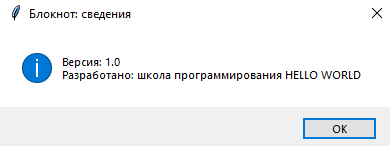 Блокнот: сведения
Версия: 1.0
Разработано: школа программирования HELLO WORLD
OK